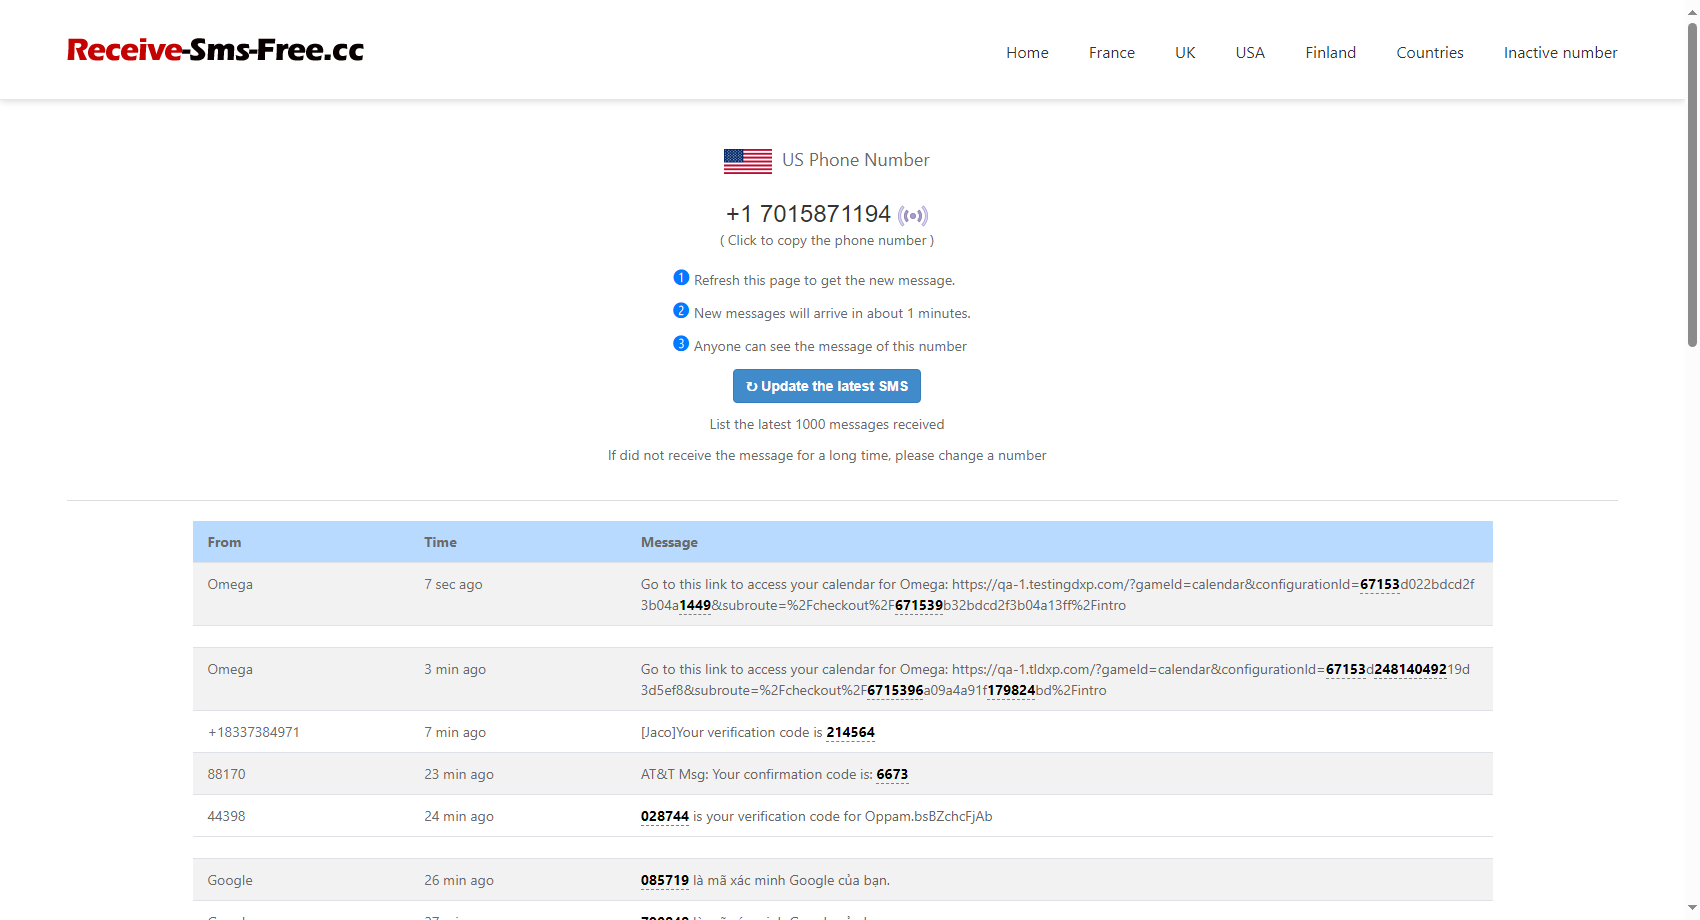 Receive-Sms-Free.cc
Home France UK USA Finland Countries Inactive number
US Phone Number
+1 7015871194
( Click to copy the phone number )
1 Refresh this page to get the new message.
2 New messages will arrive in about 1 minutes.
3 Anyone can see the message of this number
↻ Update the latest SMS
List the latest 1000 messages received
If did not receive the message for a long time, please change a number
From Time Message
Omega 7 sec ago Go to this link to access your calendar for Omega: https://qa-1.testingdxp.com/?gameId=calendar&configurationId=67153d022bdcd2f
3b04a1449&subroute=%2Fcheckout%2F671539b32bdcd2f3b04a13ff%2Fintro
Omega 3 min ago Go to this link to access your calendar for Omega: https://qa-1.tldxp.com/?gameId=calendar&configurationId=67153d24814049219d
3d5ef8&subroute=%2Fcheckout%2F6715396a09a4a91f179824bd%2Fintro
+18337384971 7 min ago [Jaco]Your verification code is 214564
88170 23 min ago AT&T Msg: Your confirmation code is: 6673
44398 24 min ago 028744 is your verification code for Oppam.bsBZchcFjAb
Google 26 min ago 085719 là mã xác minh Google của bạn.